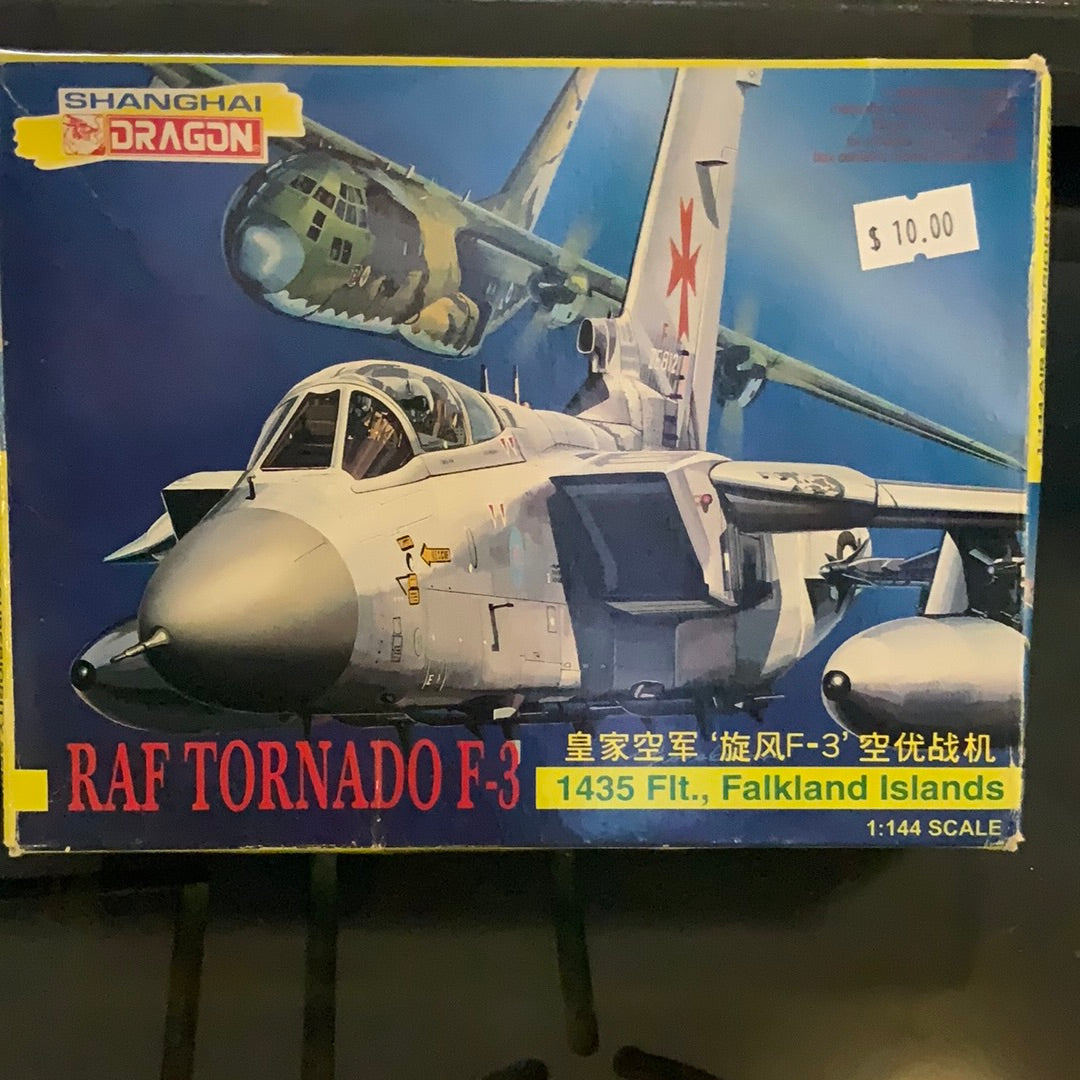 SHANGHAI
DRAGON
$ 10.00
RESCUE
RAF TORNADO F-3
皇家空军‘旋风F-3’空优战机
1435 Flt., Falkland Islands
1:144 SCALE